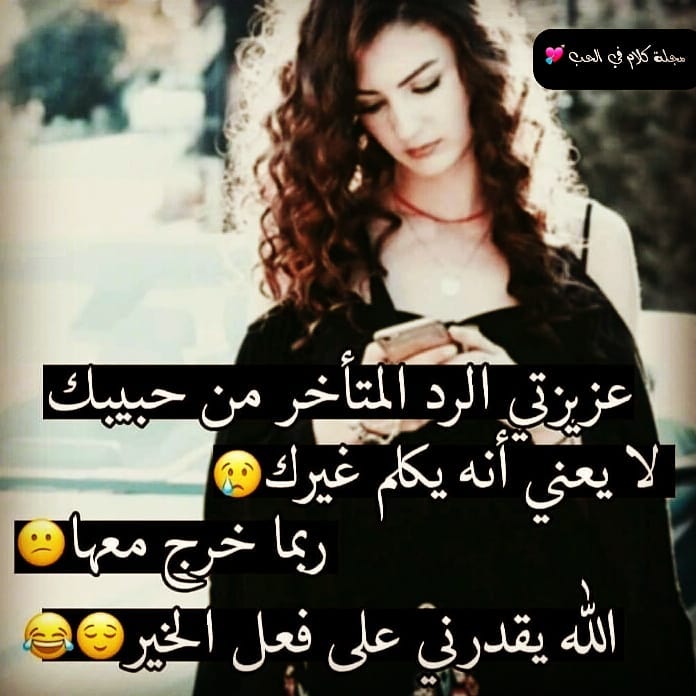 مجلة كلام في الحب 💘
عزيزتي الرد المتأخر من حبيبك
لا يعني أنه يكلم غيرك😢
ربما خرج معها😕
الله يقدرني على فعل الخير😌😂